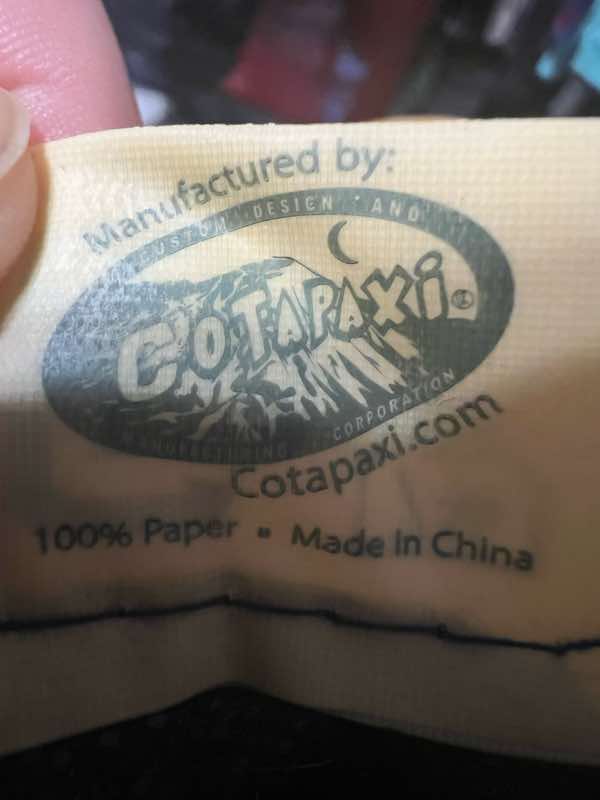 Manufactured by:
CUSTOM DESIGN AND
COTAPAXI®
MANUFACTURING CORPORATION
Cotapaxi.com
100% Paper ▪ Made In China